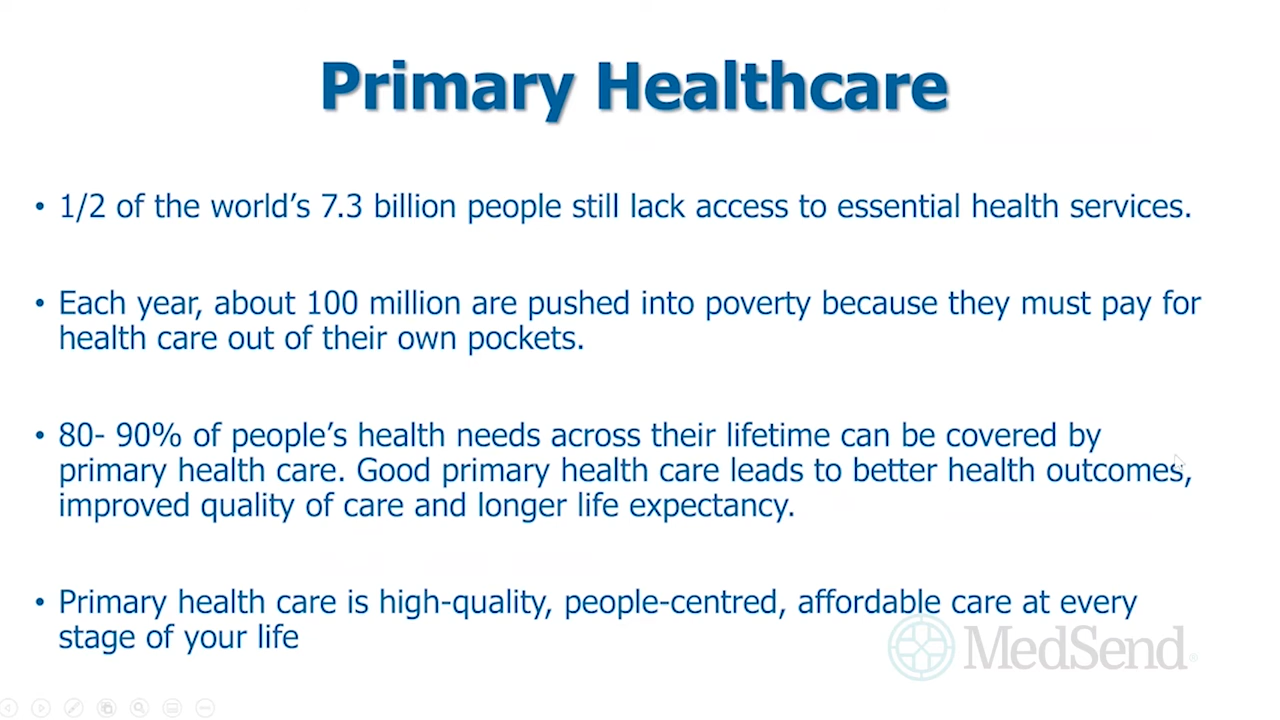 Primary Healthcare
• 1/2 of the world's 7.3 billion people still lack access to essential health services.
• Each year, about 100 million are pushed into poverty because they must pay for
health care out of their own pockets.
• 80- 90% of people's health needs across their lifetime can be covered by
primary health care. Good primary health care leads to better health outcomes,
improved quality of care and longer life expectancy.
• Primary health care is high-quality, people-centred, affordable care at every
stage of your life
MedSend®